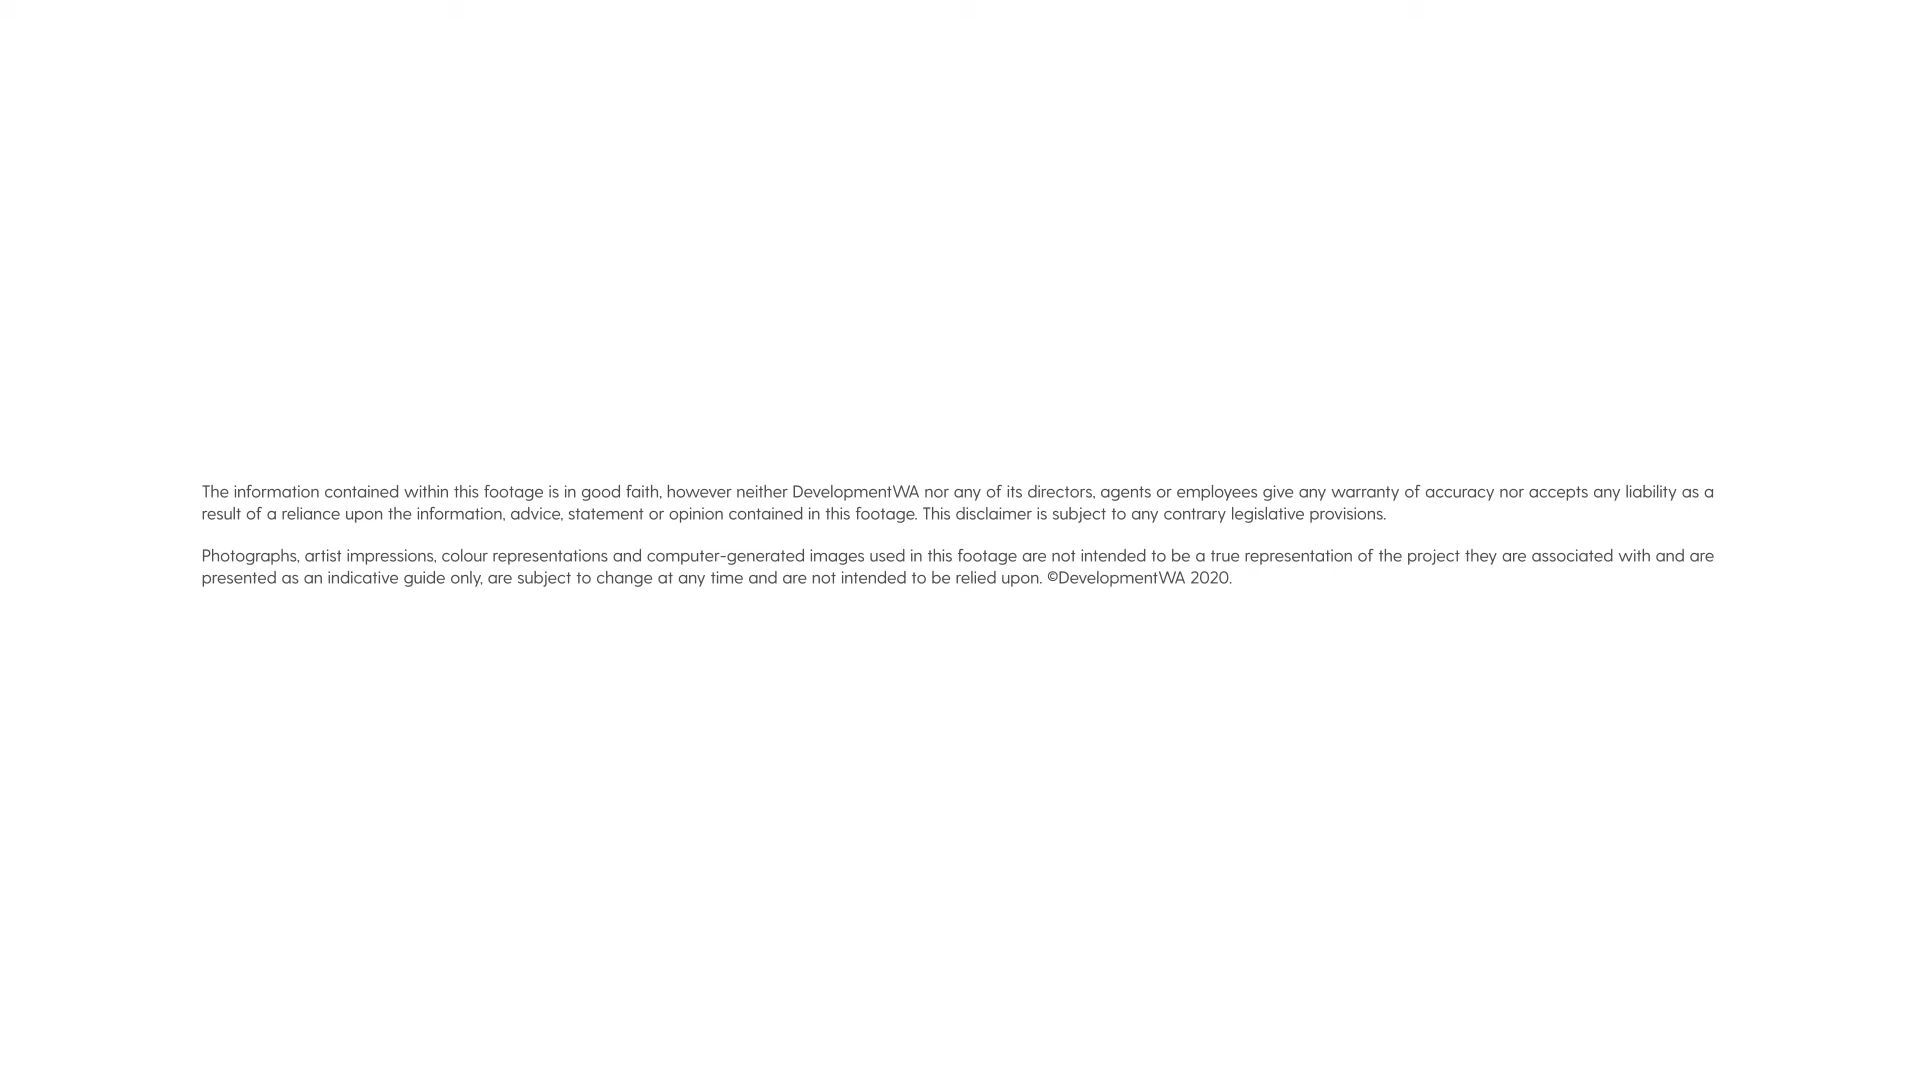 The information contained within this footage is in good faith, however neither DevelopmentWA nor any of its directors, agents or employees give any warranty of accuracy nor accepts any liability as a
result of a reliance upon the information, advice, statement or opinion contained in this footage. This disclaimer is subject to any contrary legislative provisions.
Photographs, artist impressions, colour representations and computer-generated images used in this footage are not intended to be a true representation of the project they are associated with and are
presented as an indicative guide only, are subject to change at any time and are not intended to be relied upon. ©DevelopmentWA 2020.